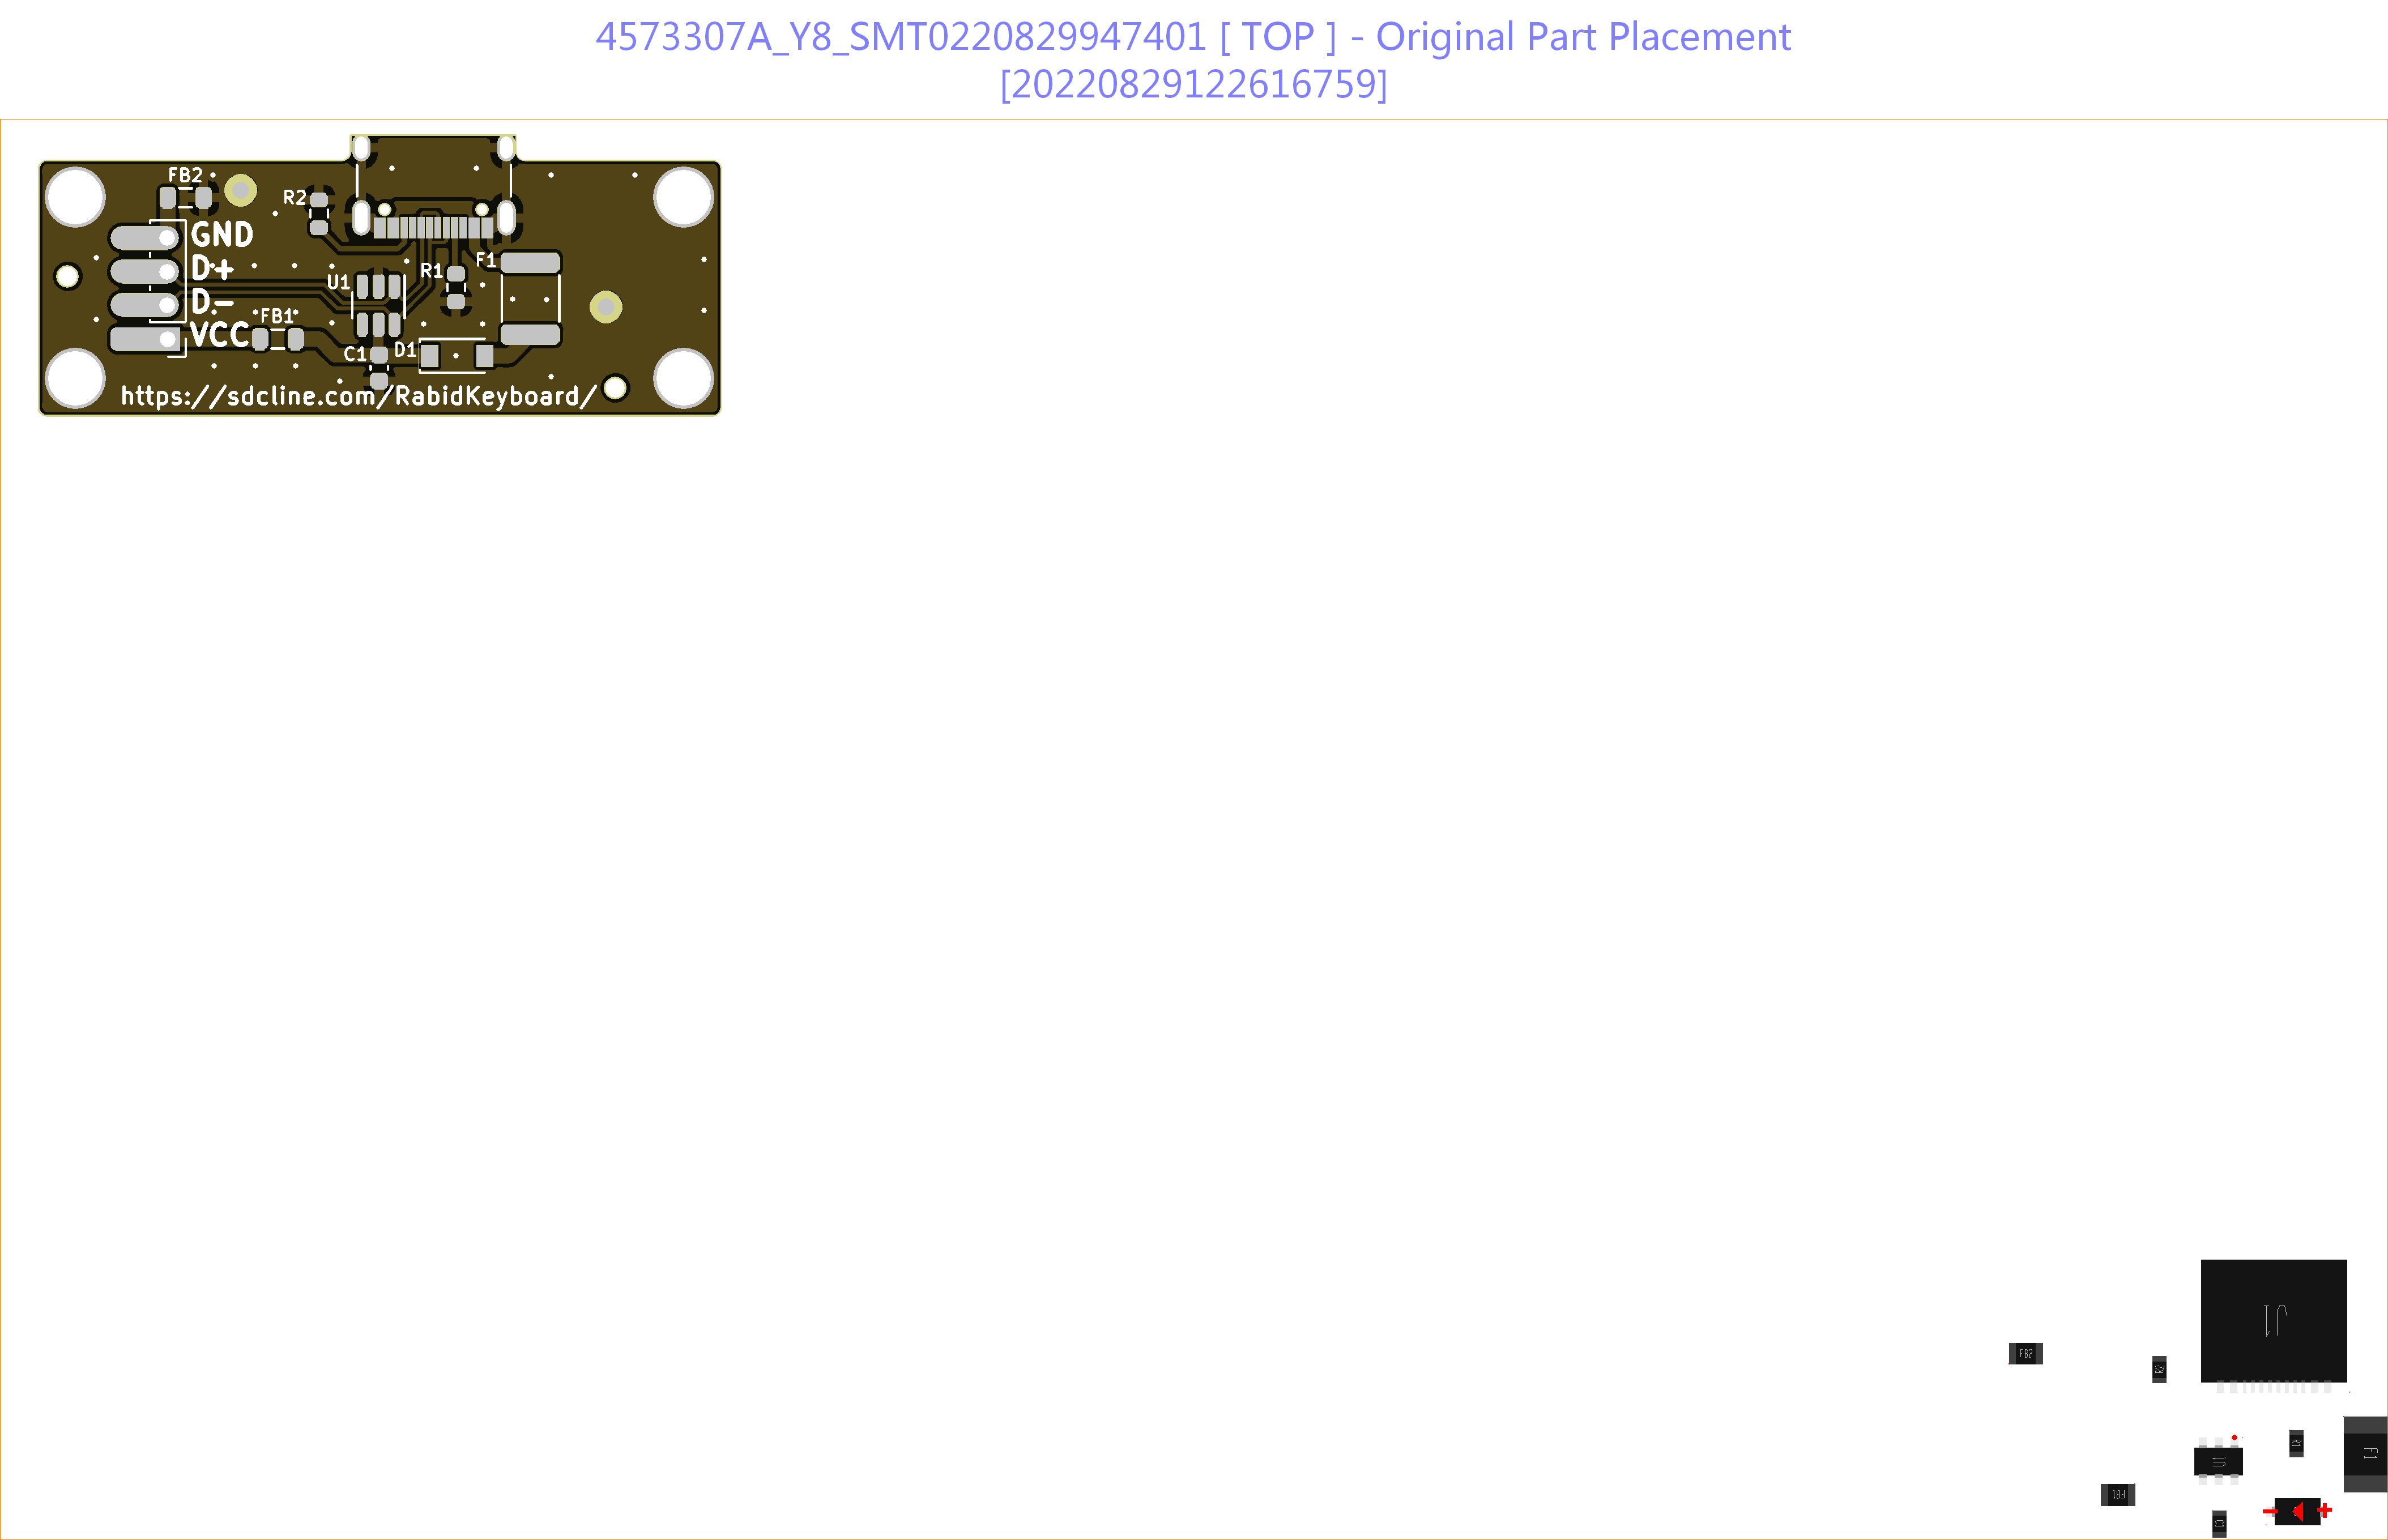 4573307A_Y8_SMT0220829947401 [ TOP ] - Original Part Placement
[20220829122616759]
FB2
R2
GND
D+
F1
R1
U1
D-
FB1
VCC
D1
C1
https://sdcline.com/RabidKeyboard/
J1
FB2
R2
R1
F1
U1
FB1
- +
C1